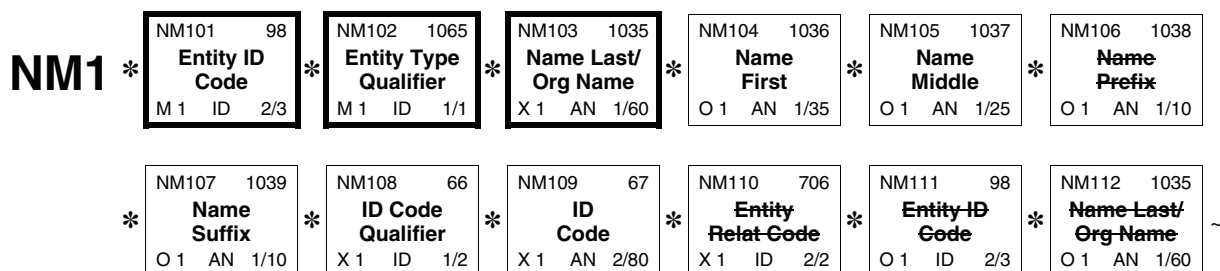 NM101 98 NM102 1065 NM103 1035 NM104 1036 NM105 1037 NM106 1038
NM1 * Entity ID * Entity Type * Name Last/ * Name * Name * Name
Code Qualifier Org Name First Middle Prefix
M 1 ID 2/3 M 1 ID 1/1 X 1 AN 1/60 O 1 AN 1/35 O 1 AN 1/25 O 1 AN 1/10
NM107 1039 NM108 66 NM109 67 NM110 706 NM111 98 NM112 1035
* Name * ID Code * ID * Entity * Entity ID * Name Last/ ~
Suffix Qualifier Code Relat Code Code Org Name
O 1 AN 1/10 X 1 ID 1/2 X 1 AN 2/80 X 1 ID 2/2 O 1 ID 2/3 O 1 AN 1/60